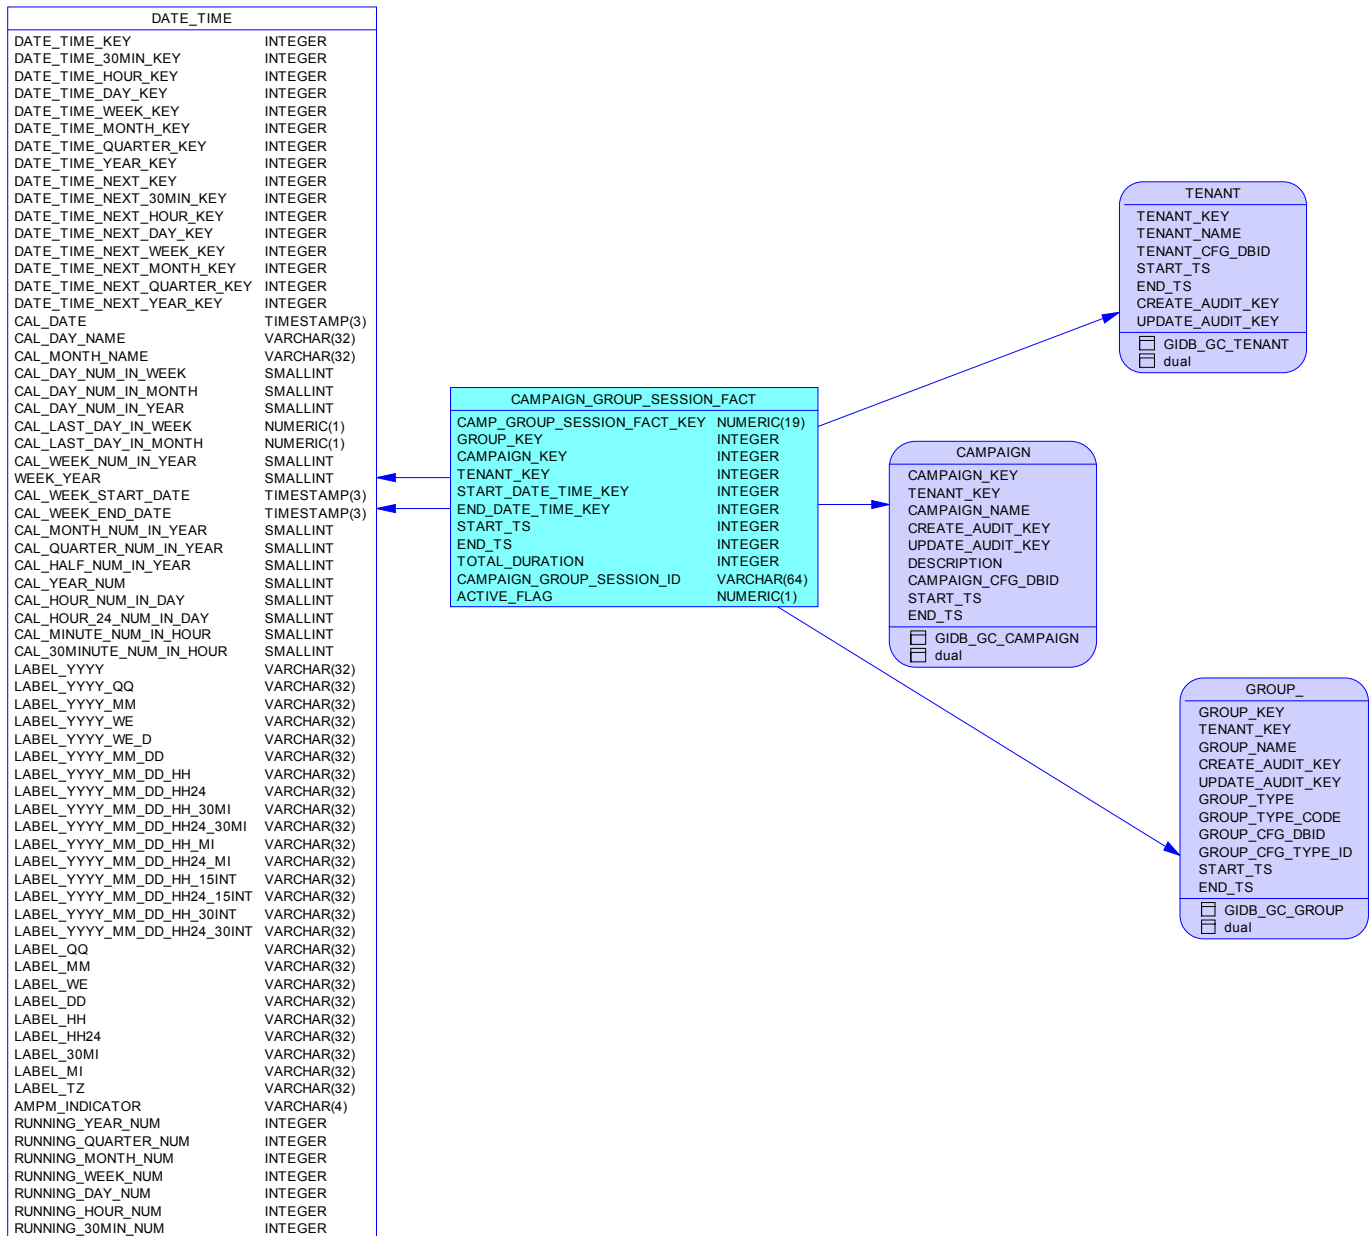 DATE_TIME
DATE_TIME_KEY INTEGER
DATE_TIME_30MIN_KEY INTEGER
DATE_TIME_HOUR_KEY INTEGER
DATE_TIME_DAY_KEY INTEGER
DATE_TIME_WEEK_KEY INTEGER
DATE_TIME_MONTH_KEY INTEGER
DATE_TIME_QUARTER_KEY INTEGER
DATE_TIME_YEAR_KEY INTEGER
DATE_TIME_NEXT_KEY INTEGER
DATE_TIME_NEXT_30MIN_KEY INTEGER
DATE_TIME_NEXT_HOUR_KEY INTEGER
DATE_TIME_NEXT_DAY_KEY INTEGER
DATE_TIME_NEXT_WEEK_KEY INTEGER
DATE_TIME_NEXT_MONTH_KEY INTEGER
DATE_TIME_NEXT_QUARTER_KEY INTEGER
DATE_TIME_NEXT_YEAR_KEY INTEGER
CAL_DATE TIMESTAMP(3)
CAL_DAY_NAME VARCHAR(32)
CAL_MONTH_NAME VARCHAR(32)
CAL_DAY_NUM_IN_WEEK SMALLINT
CAL_DAY_NUM_IN_MONTH SMALLINT
CAL_DAY_NUM_IN_YEAR SMALLINT
CAL_LAST_DAY_IN_WEEK NUMERIC(1)
CAL_LAST_DAY_IN_MONTH NUMERIC(1)
CAL_WEEK_NUM_IN_YEAR SMALLINT
WEEK_YEAR SMALLINT
CAL_WEEK_START_DATE TIMESTAMP(3)
CAL_WEEK_END_DATE TIMESTAMP(3)
CAL_MONTH_NUM_IN_YEAR SMALLINT
CAL_QUARTER_NUM_IN_YEAR SMALLINT
CAL_HALF_NUM_IN_YEAR SMALLINT
CAL_YEAR_NUM SMALLINT
CAL_HOUR_NUM_IN_DAY SMALLINT
CAL_HOUR_24_NUM_IN_DAY SMALLINT
CAL_MINUTE_NUM_IN_HOUR SMALLINT
CAL_30MINUTE_NUM_IN_HOUR SMALLINT
LABEL_YYYY VARCHAR(32)
LABEL_YYYY_QQ VARCHAR(32)
LABEL_YYYY_MM VARCHAR(32)
LABEL_YYYY_WE VARCHAR(32)
LABEL_YYYY_WE_D VARCHAR(32)
LABEL_YYYY_MM_DD VARCHAR(32)
LABEL_YYYY_MM_DD_HH VARCHAR(32)
LABEL_YYYY_MM_DD_HH24 VARCHAR(32)
LABEL_YYYY_MM_DD_HH_30MI VARCHAR(32)
LABEL_YYYY_MM_DD_HH24_30MI VARCHAR(32)
LABEL_YYYY_MM_DD_HH_MI VARCHAR(32)
LABEL_YYYY_MM_DD_HH24_MI VARCHAR(32)
LABEL_YYYY_MM_DD_HH_15INT VARCHAR(32)
LABEL_YYYY_MM_DD_HH24_15INT VARCHAR(32)
LABEL_YYYY_MM_DD_HH_30INT VARCHAR(32)
LABEL_YYYY_MM_DD_HH24_30INT VARCHAR(32)
LABEL_QQ VARCHAR(32)
LABEL_MM VARCHAR(32)
LABEL_WE VARCHAR(32)
LABEL_DD VARCHAR(32)
LABEL_HH VARCHAR(32)
LABEL_HH24 VARCHAR(32)
LABEL_30MI VARCHAR(32)
LABEL_MI VARCHAR(32)
LABEL_TZ VARCHAR(32)
AMPM_INDICATOR VARCHAR(4)
RUNNING_YEAR_NUM INTEGER
RUNNING_QUARTER_NUM INTEGER
RUNNING_MONTH_NUM INTEGER
RUNNING_WEEK_NUM INTEGER
RUNNING_DAY_NUM INTEGER
RUNNING_HOUR_NUM INTEGER
RUNNING_30MIN_NUM INTEGER
CAMPAIGN_GROUP_SESSION_FACT
CAMP_GROUP_SESSION_FACT_KEY NUMERIC(19)
GROUP_KEY INTEGER
CAMPAIGN_KEY INTEGER
TENANT_KEY INTEGER
START_DATE_TIME_KEY INTEGER
END_DATE_TIME_KEY INTEGER
START_TS INTEGER
END_TS INTEGER
TOTAL_DURATION INTEGER
CAMPAIGN_GROUP_SESSION_ID VARCHAR(64)
ACTIVE_FLAG NUMERIC(1)
TENANT
TENANT_KEY
TENANT_NAME
TENANT_CFG_DBID
START_TS
END_TS
CREATE_AUDIT_KEY
UPDATE_AUDIT_KEY
GIDB_GC_TENANT
dual
CAMPAIGN
CAMPAIGN_KEY
TENANT_KEY
CAMPAIGN_NAME
CREATE_AUDIT_KEY
UPDATE_AUDIT_KEY
DESCRIPTION
CAMPAIGN_CFG_DBID
START_TS
END_TS
GIDB_GC_CAMPAIGN
dual
GROUP_
GROUP_KEY
TENANT_KEY
GROUP_NAME
CREATE_AUDIT_KEY
UPDATE_AUDIT_KEY
GROUP_TYPE
GROUP_TYPE_CODE
GROUP_CFG_DBID
GROUP_CFG_TYPE_ID
START_TS
END_TS
GIDB_GC_GROUP
dual